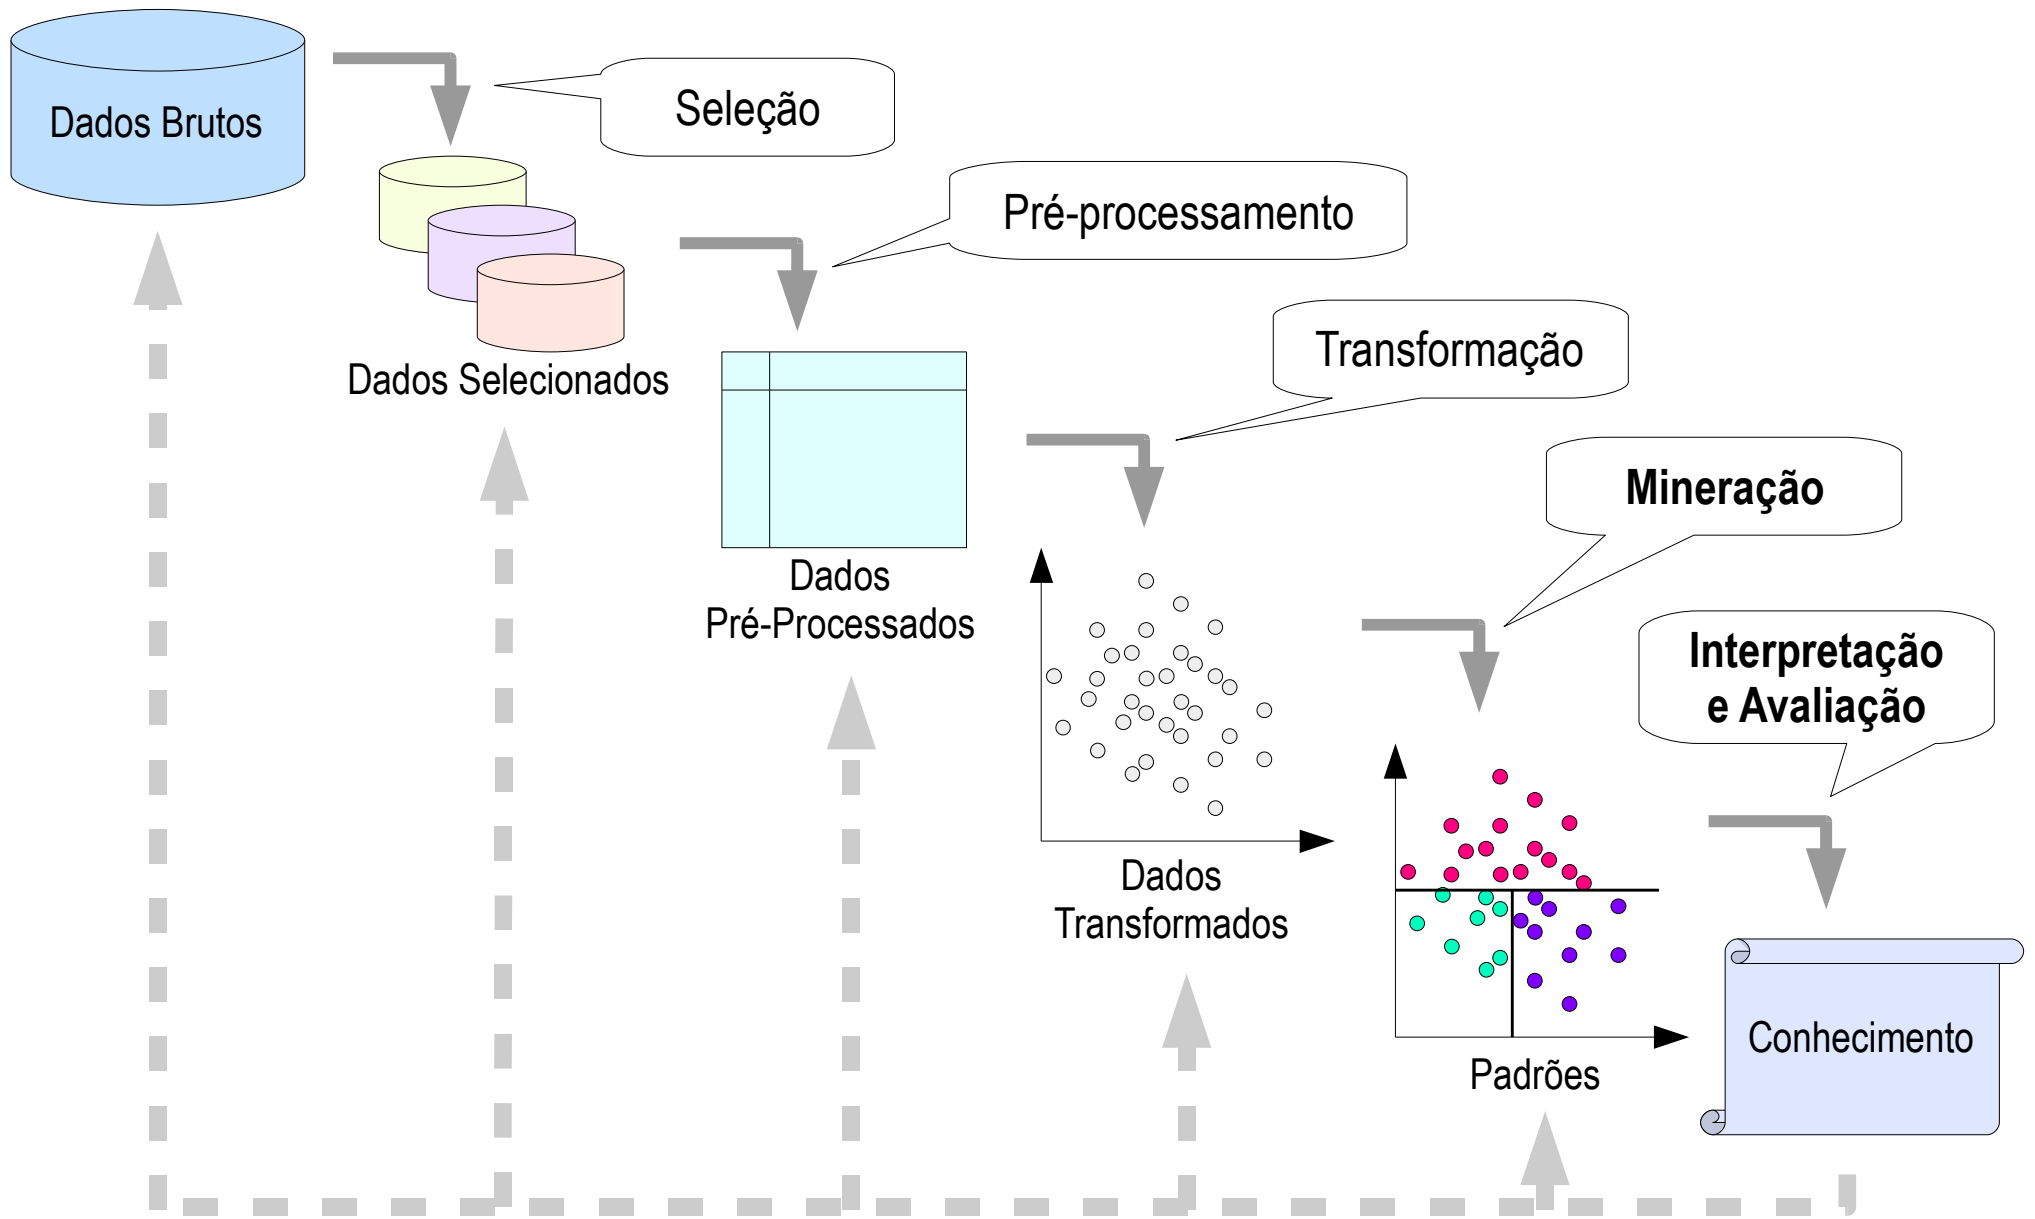 Dados Brutos
Seleção
Dados Selecionados
Pré-processamento
Dados
Pré-Processados
Transformação
Dados
Transformados
Mineração
Padrões
Interpretação
e Avaliação
Conhecimento